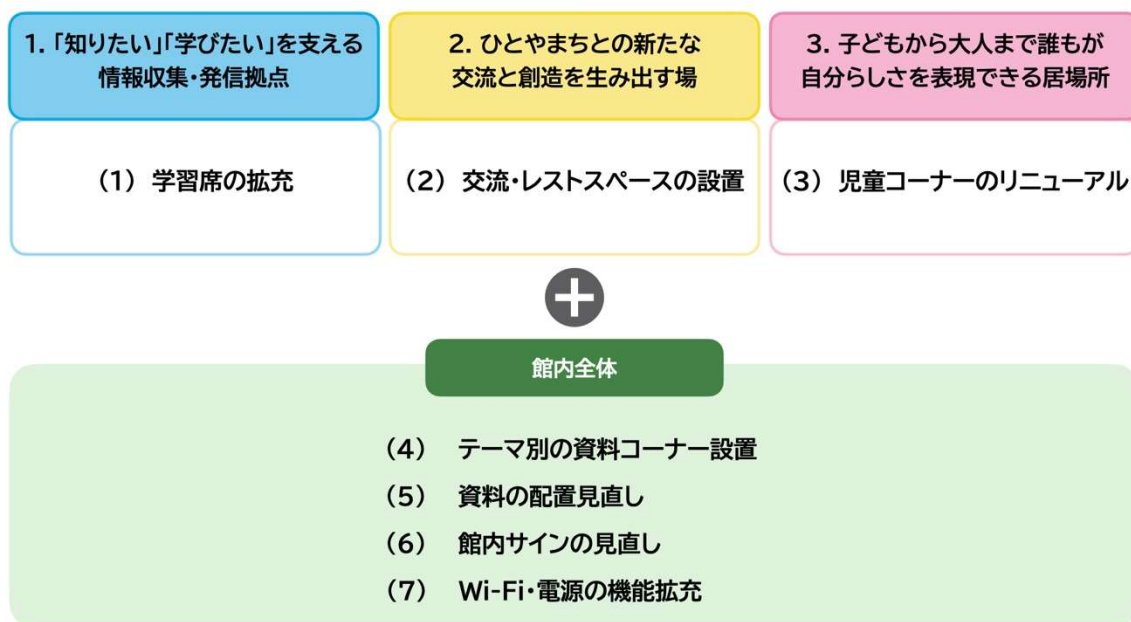 1. 「知りたい」「学びたい」を支える
情報収集・発信拠点
(1) 学習席の拡充
2. ひとやまちとの新たな
交流と創造を生み出す場
(2) 交流・レストスペースの設置
3. 子どもから大人まで誰もが
自分らしさを表現できる居場所
(3) 児童コーナーのリニューアル
館内全体
(4) テーマ別の資料コーナー設置
(5) 資料の配置見直し
(6) 館内サインの見直し
(7) Wi-Fi・電源の機能拡充